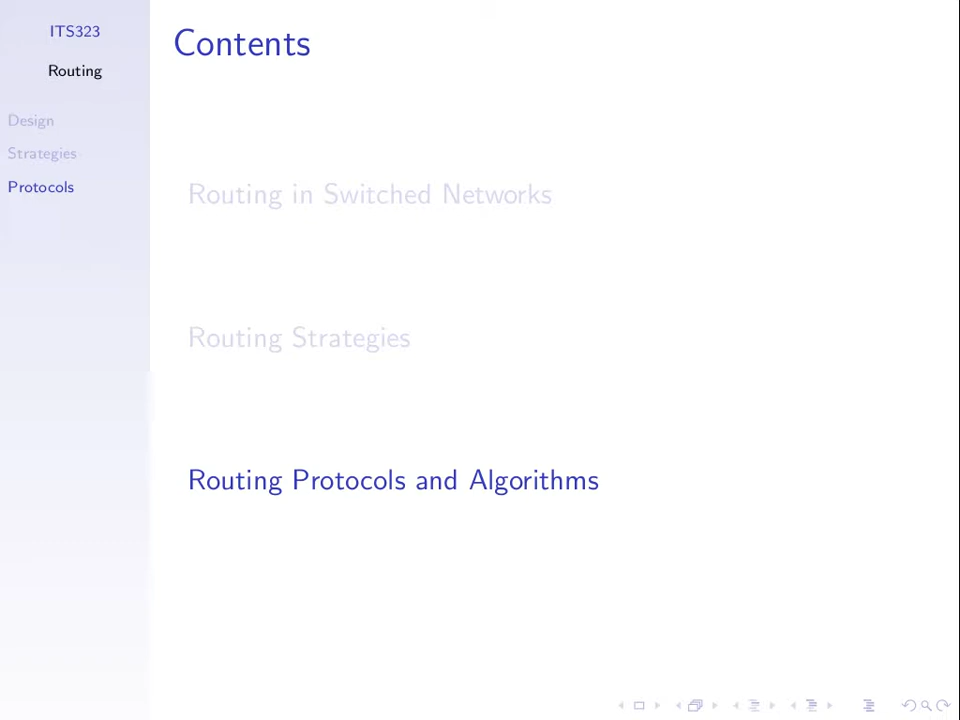 ITS323
Routing
Design
Strategies
Protocols
Contents
Routing in Switched Networks
Routing Strategies
Routing Protocols and Algorithms